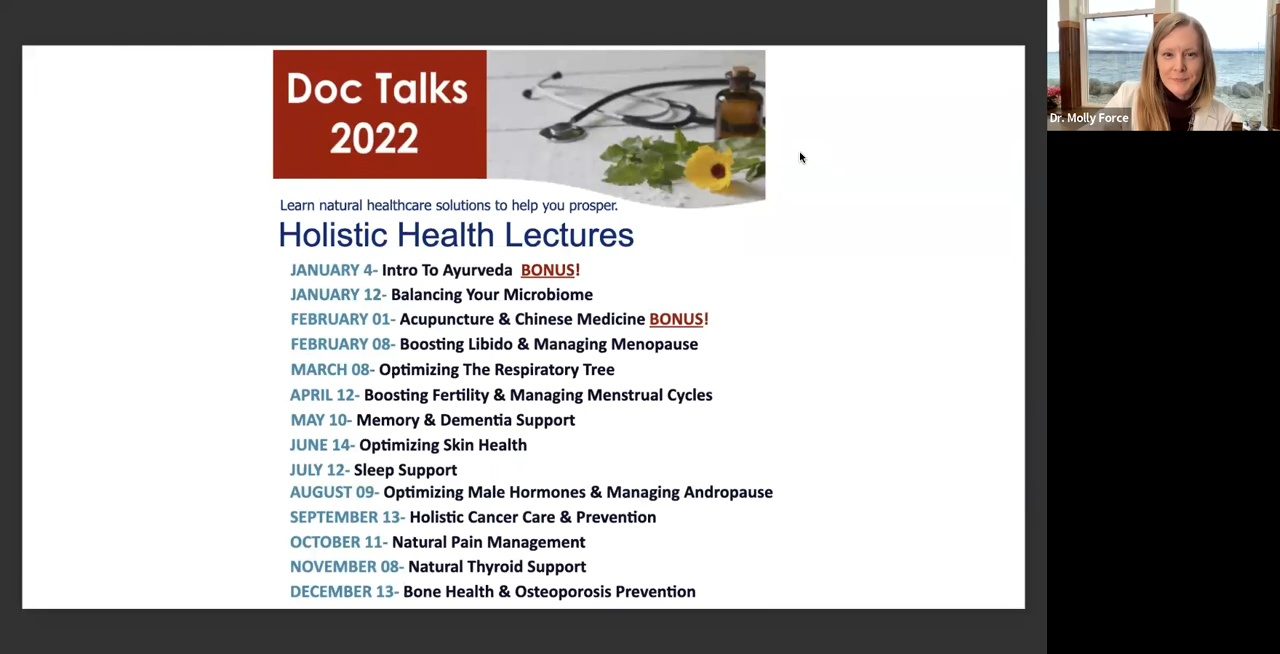 Doc Talks
2022
Learn natural healthcare solutions to help you prosper.
Holistic Health Lectures
JANUARY 4- Intro To Ayurveda BONUS!
JANUARY 12- Balancing Your Microbiome
FEBRUARY 01- Acupuncture & Chinese Medicine BONUS!
FEBRUARY 08- Boosting Libido & Managing Menopause
MARCH 08- Optimizing The Respiratory Tree
APRIL 12- Boosting Fertility & Managing Menstrual Cycles
MAY 10- Memory & Dementia Support
JUNE 14- Optimizing Skin Health
JULY 12- Sleep Support
AUGUST 09- Optimizing Male Hormones & Managing Andropause
SEPTEMBER 13- Holistic Cancer Care & Prevention
OCTOBER 11- Natural Pain Management
NOVEMBER 08- Natural Thyroid Support
DECEMBER 13- Bone Health & Osteoporosis Prevention
Dr. Molly Force